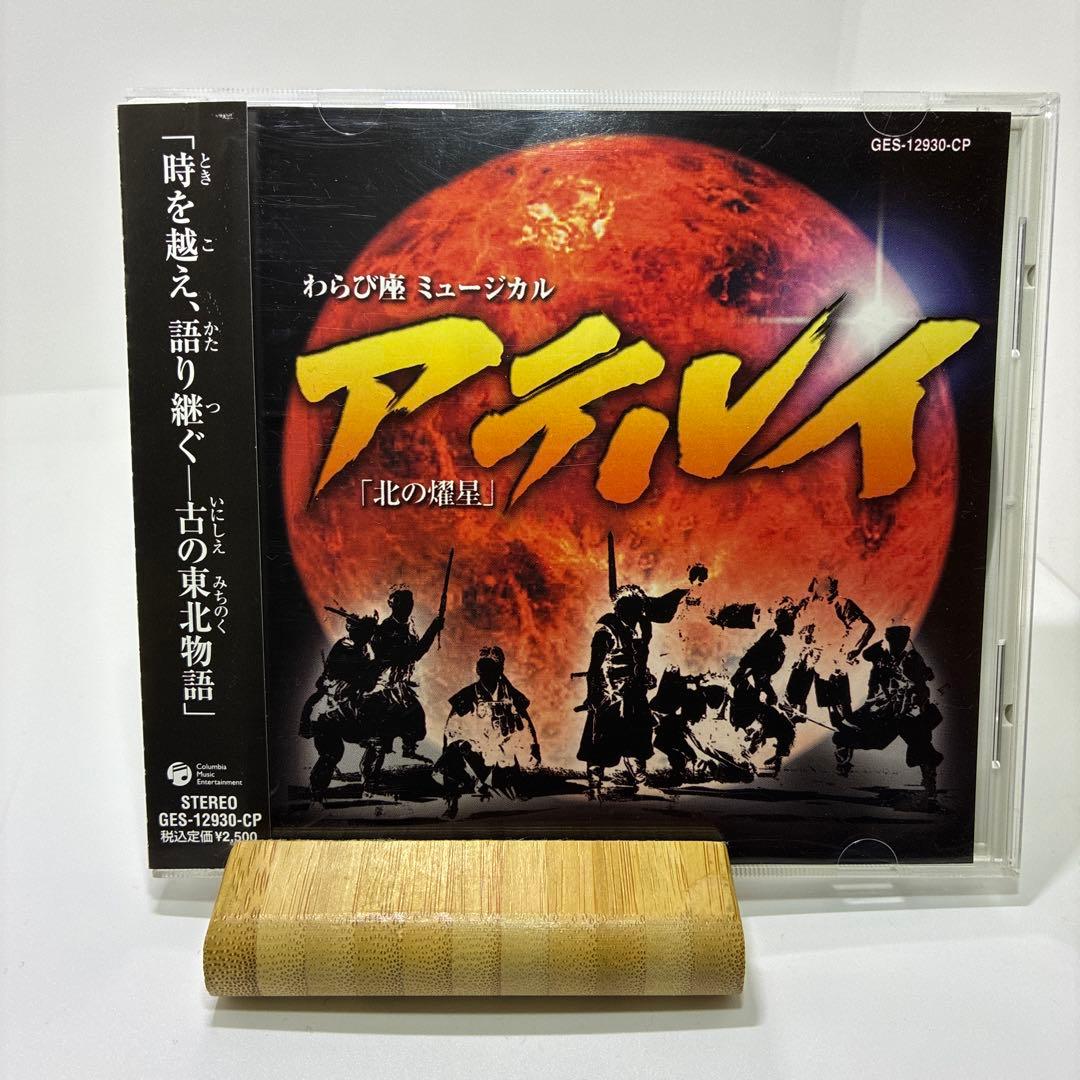 「時を越え、語り継ぐ―古の東北物語」
とき
こ
かた
つ
いにしえ
みちのく
Columbia
Music
Entertainment
STEREO
GES-12930-CP
税込定価¥2,500
GES-12930-CP
わらび座 ミュージカル
アテルイ
「北の燿星」